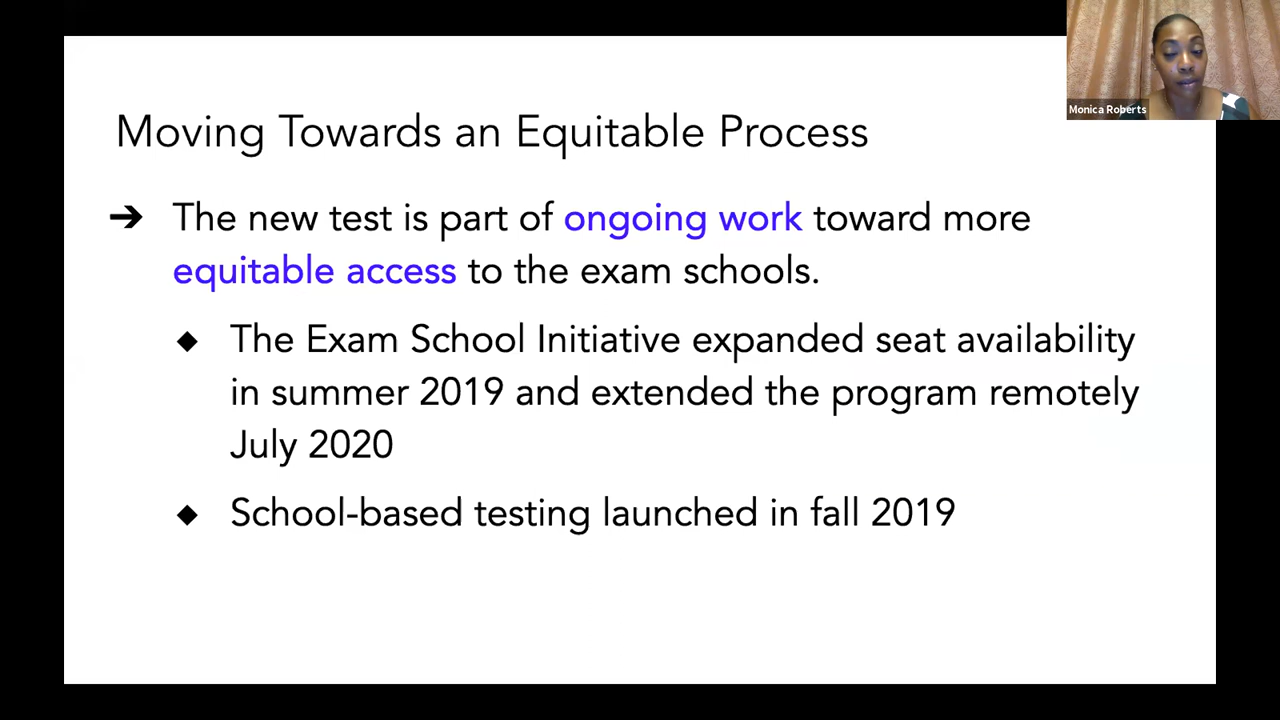 Monica Roberts
Moving Towards an Equitable Process
➔ The new test is part of ongoing work toward more
equitable access to the exam schools.
◆ The Exam School Initiative expanded seat availability
in summer 2019 and extended the program remotely
July 2020
◆ School-based testing launched in fall 2019